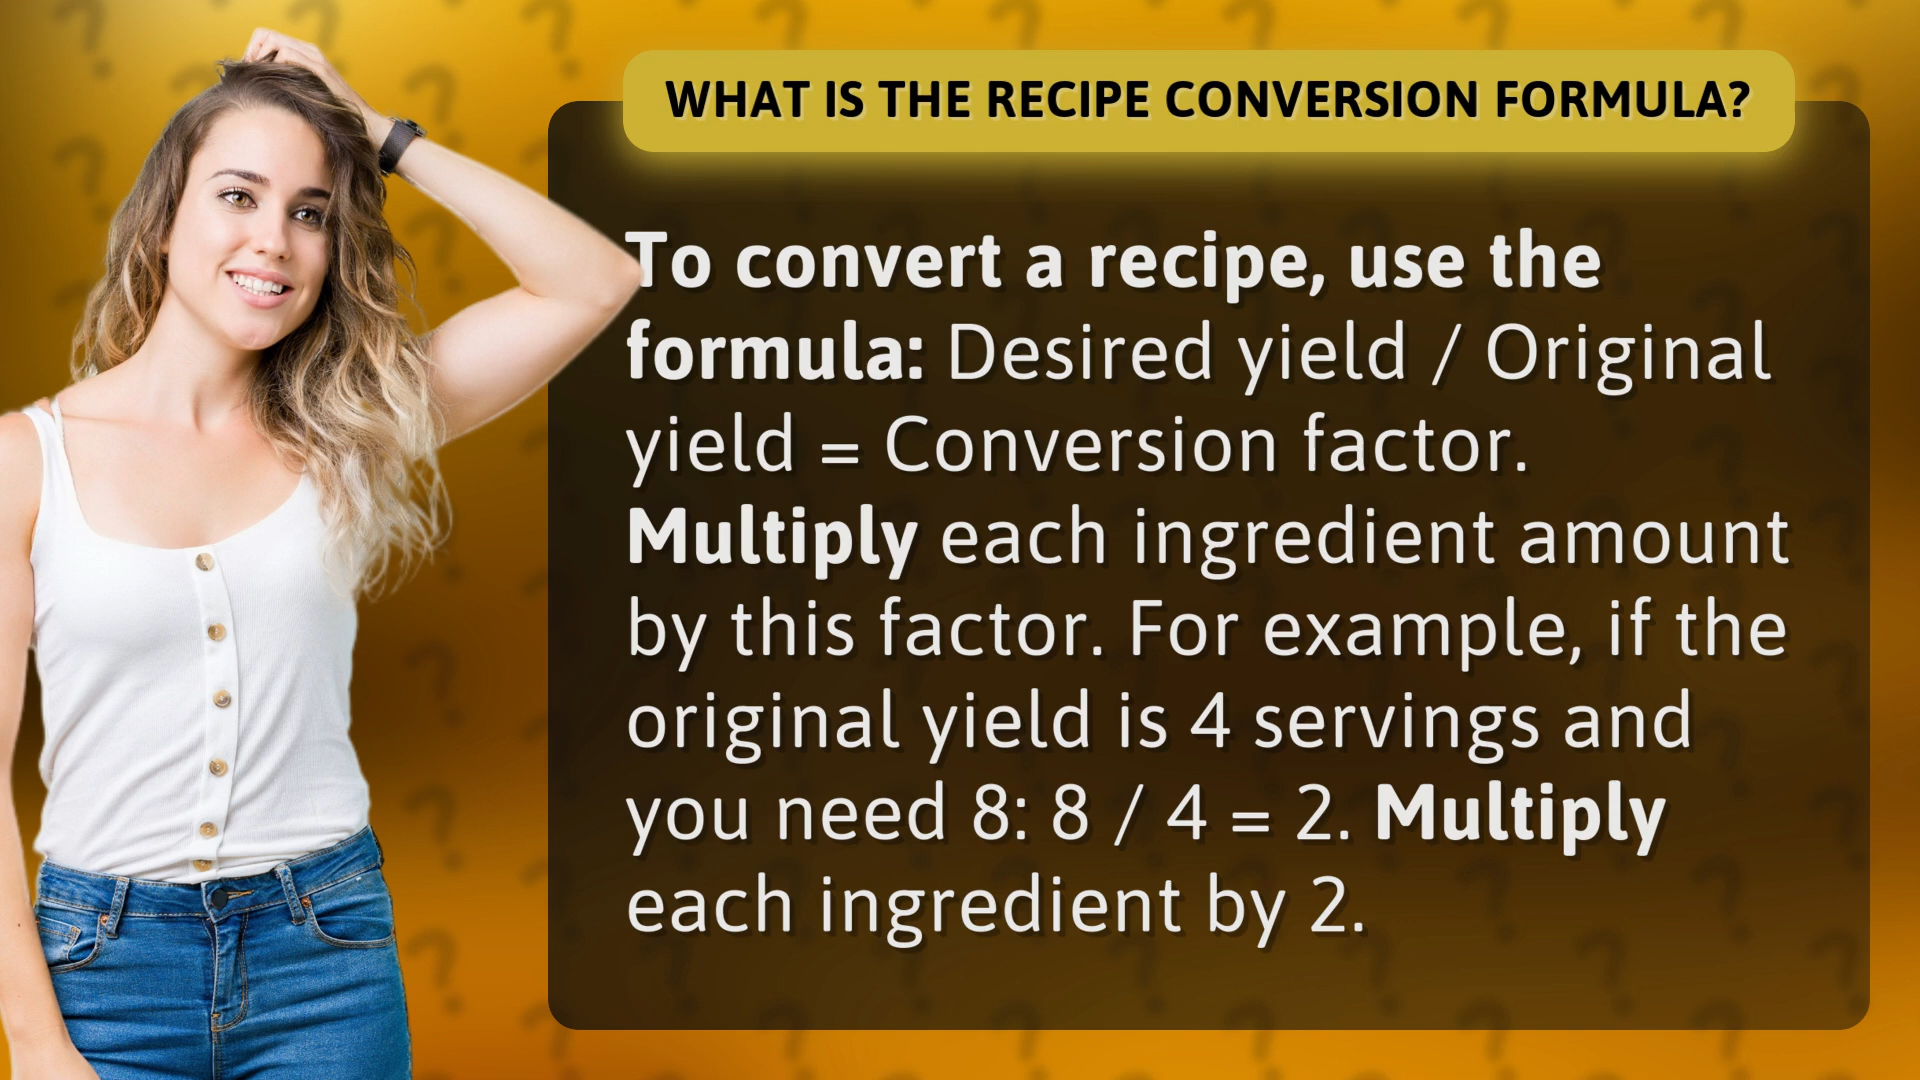 WHAT IS THE RECIPE CONVERSION FORMULA?
To convert a recipe, use the
formula: Desired yield / Original
yield = Conversion factor.
Multiply each ingredient amount
by this factor. For example, if the
original yield is 4 servings and
you need 8: 8 / 4 = 2. Multiply
each ingredient by 2.